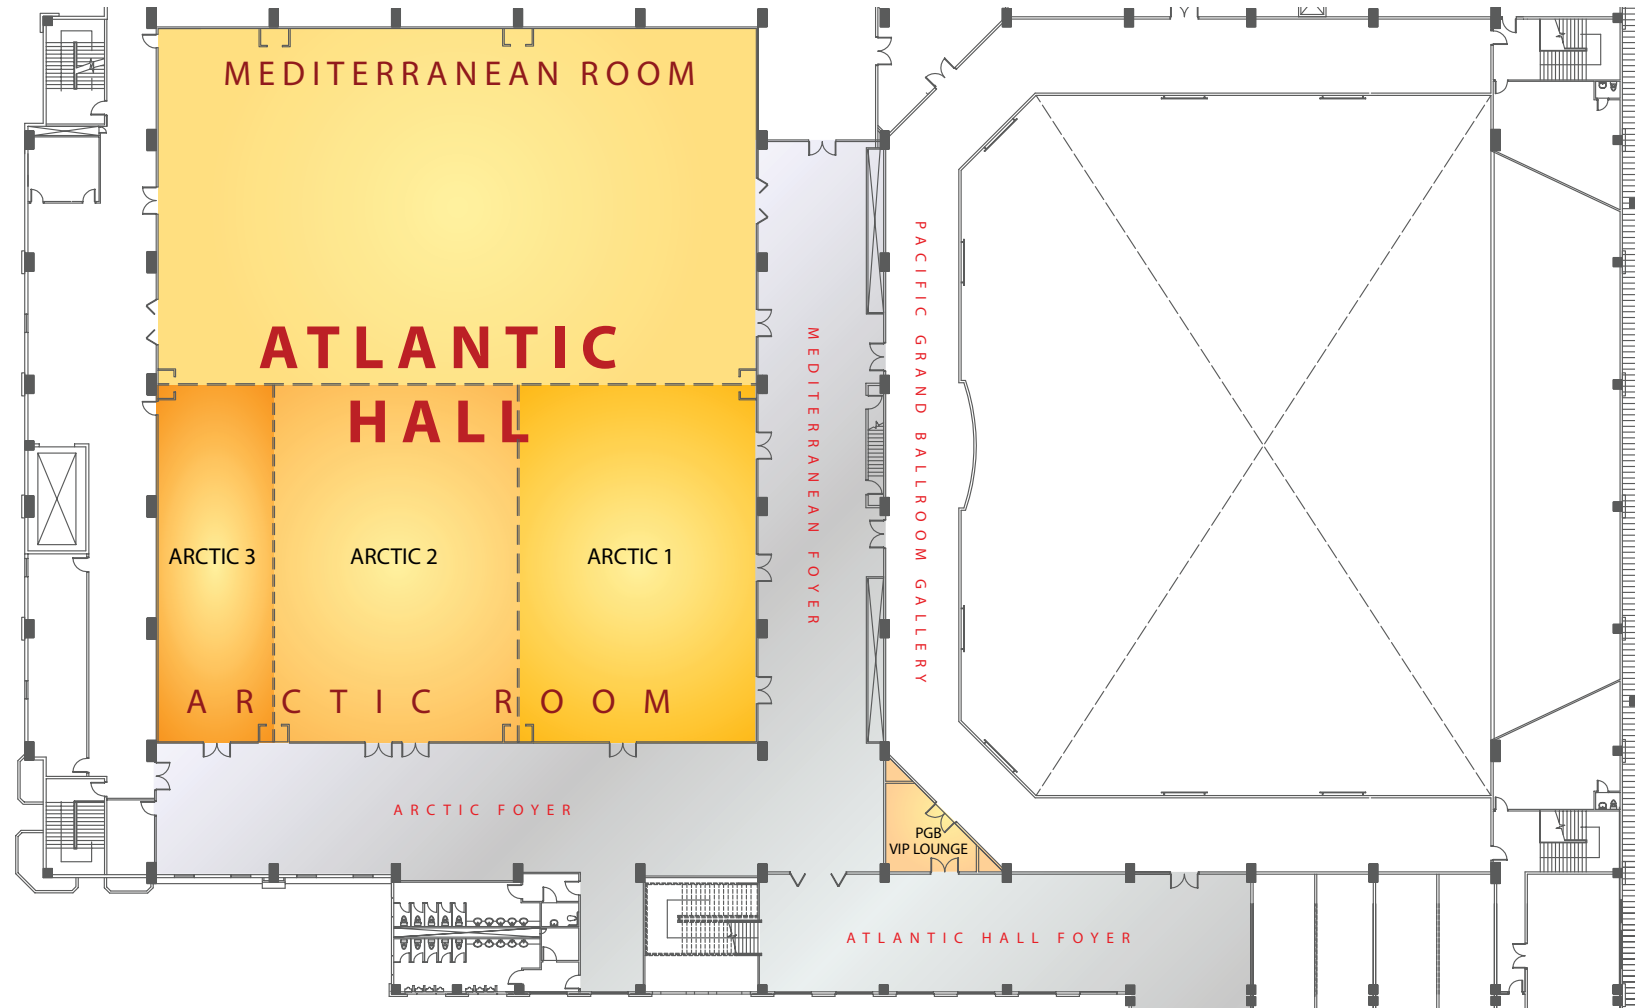 MEDITERRANEAN ROOM
ATLANTIC
HALL
ARCTIC 3
ARCTIC 2
ARCTIC 1
ARCTIC ROOM
MEDITERRANEAN FOYER
PACIFIC GRAND BALLROOM GALLERY
ARCTIC FOYER
PGB
VIP LOUNGE
ATLANTIC HALL FOYER